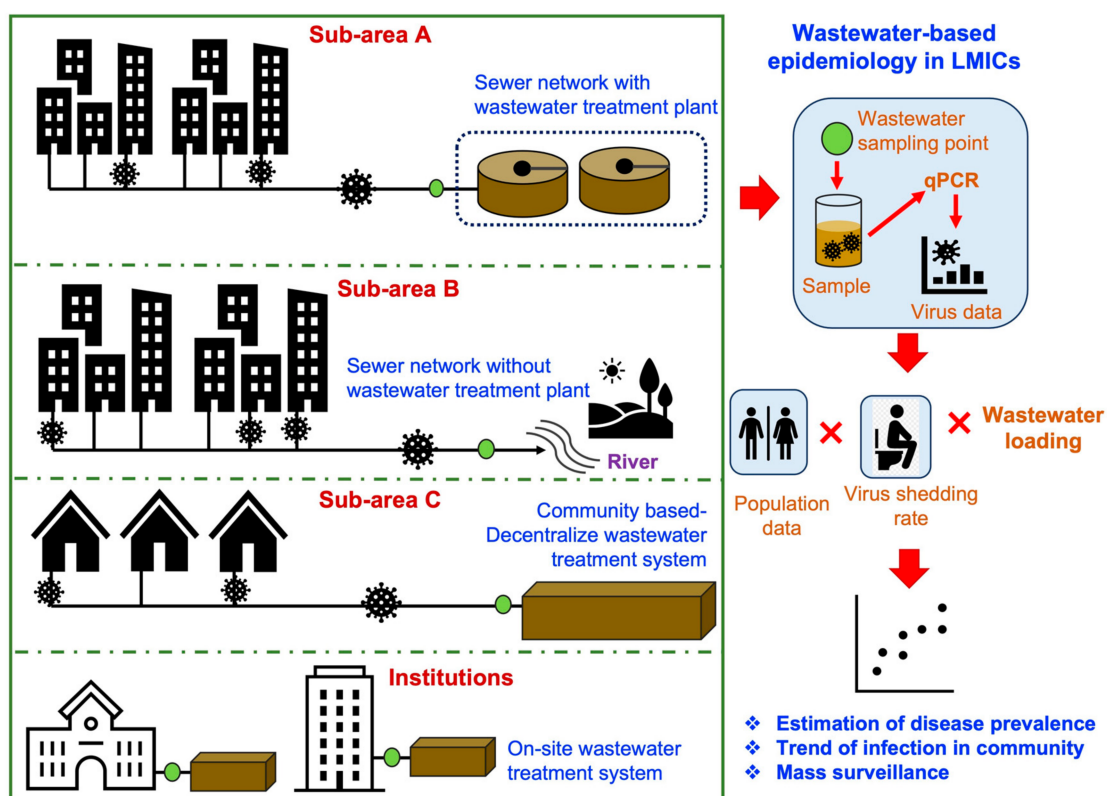 Sub-area A
Sewer network with
wastewater treatment plant
Sub-area B
Sewer network without
wastewater treatment plant
River
Sub-area C
Community based-
Decentralize wastewater
treatment system
Institutions
On-site wastewater
treatment system
Wastewater-based
epidemiology in LMICs
Wastewater
sampling point
qPCR
Sample
Virus data
Wastewater
loading
Population
data
Virus shedding
rate
Estimation of disease prevalence
Trend of infection in community
Mass surveillance